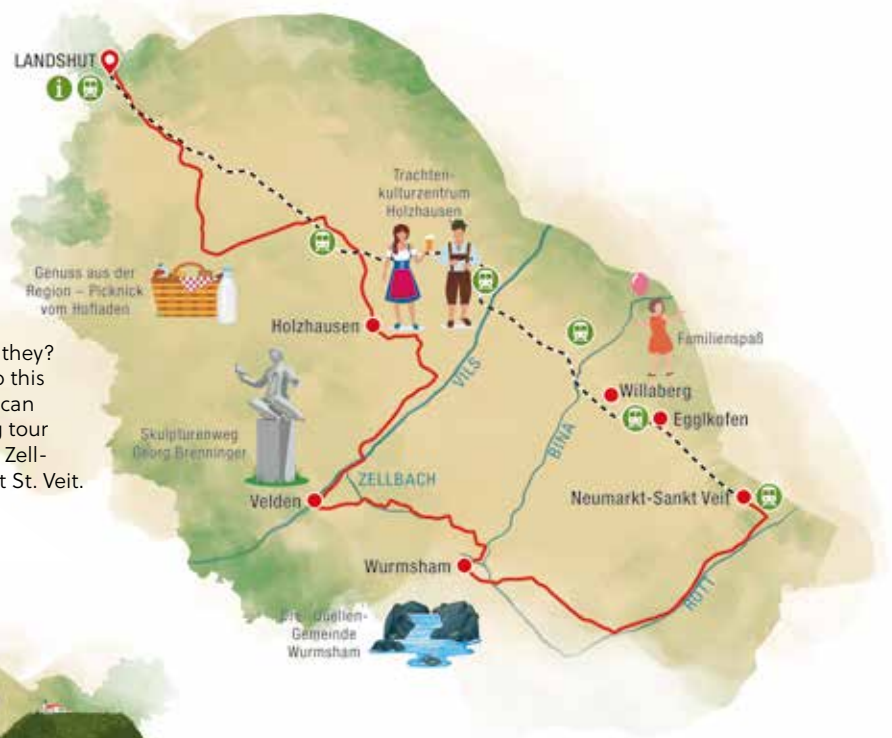 LANDSHUT
i
Trachten-
kulturzentrum
Holzhausen
Genuss aus der
Region – Picknick
vom Hofladen
Holzhausen
they?
o this
can
g tour
Zell-
t St. Veit.
VILS
Familienspaß
Willaberg
Egglkofen
BINA
Skulpturenweg
Georg Brenninger
ZELLBACH
Velden
Neumarkt-Sankt Veit
Wurmsham
ROTT
Quellen-
Gemeinde
Wurmsham